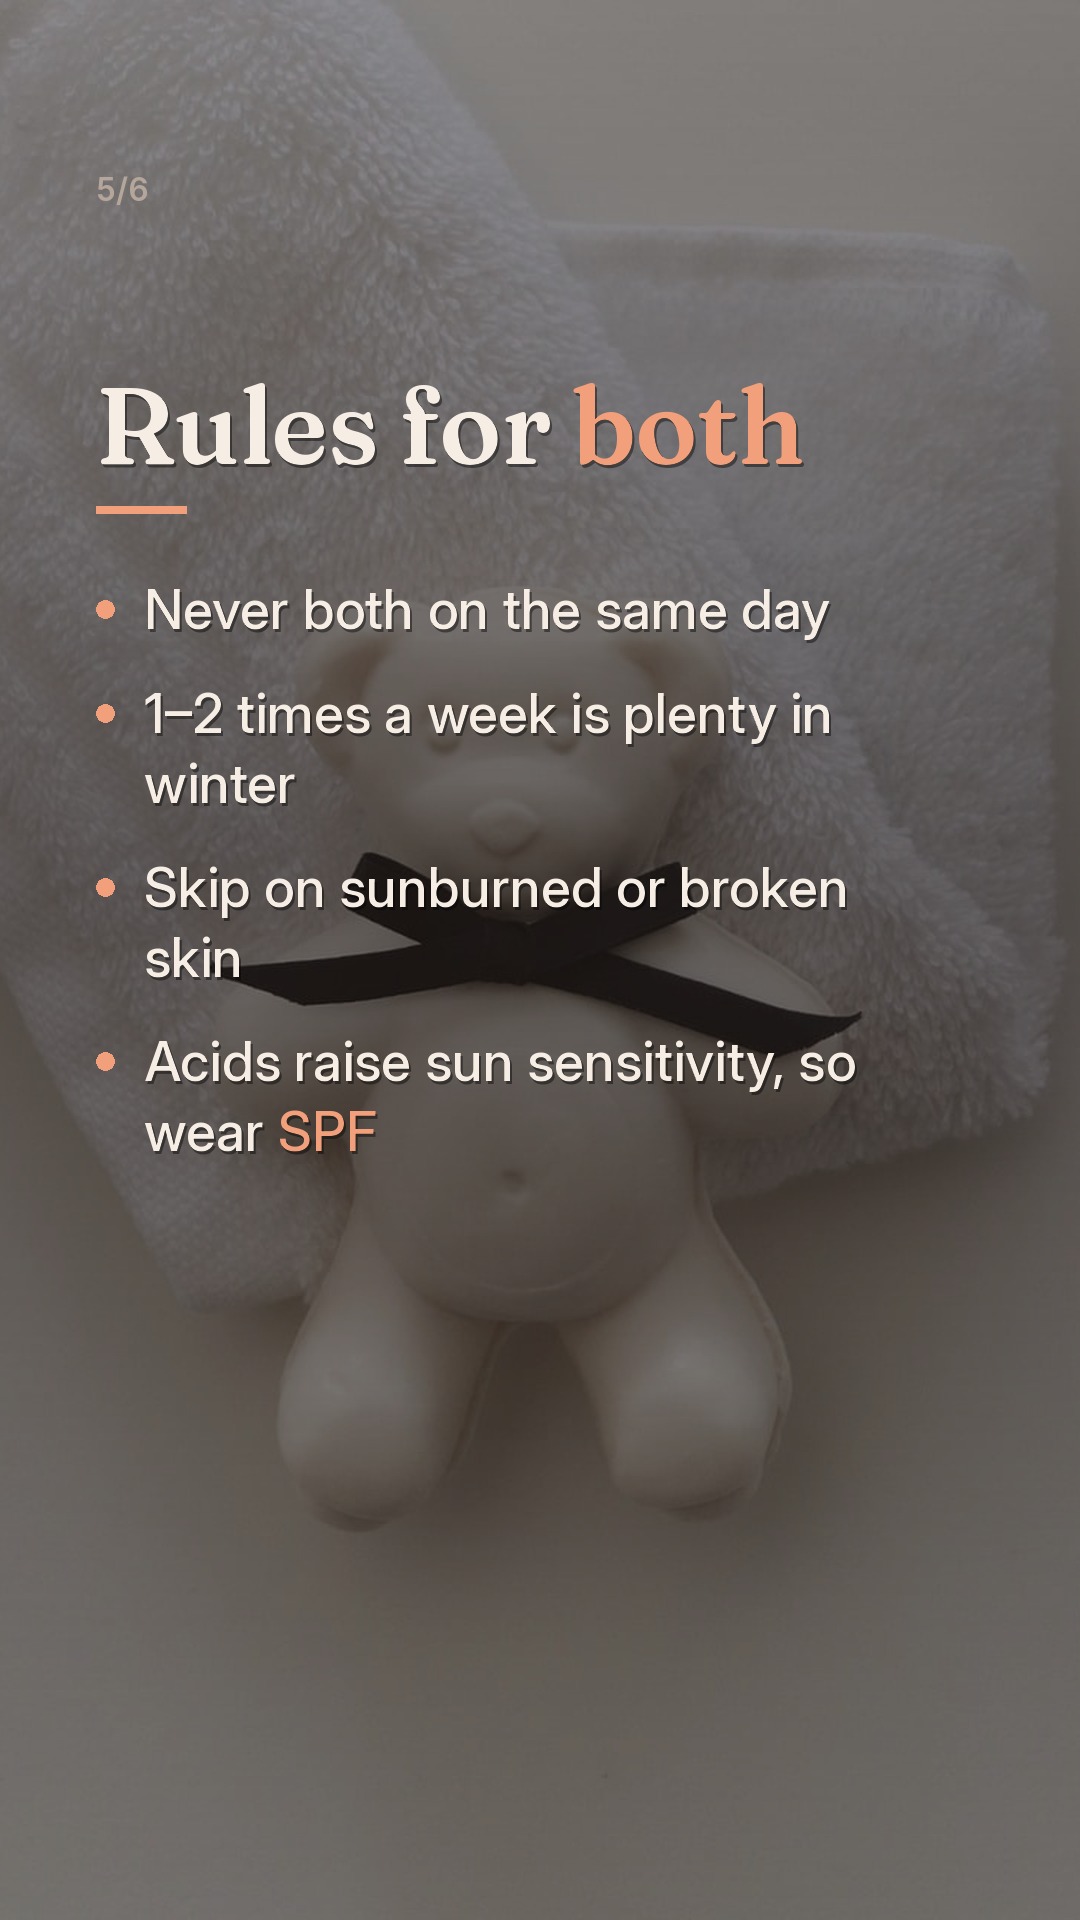 5/6
Rules for both
Never both on the same day
1–2 times a week is plenty in
winter
Skip on sunburned or broken
skin
Acids raise sun sensitivity, so
wear SPF